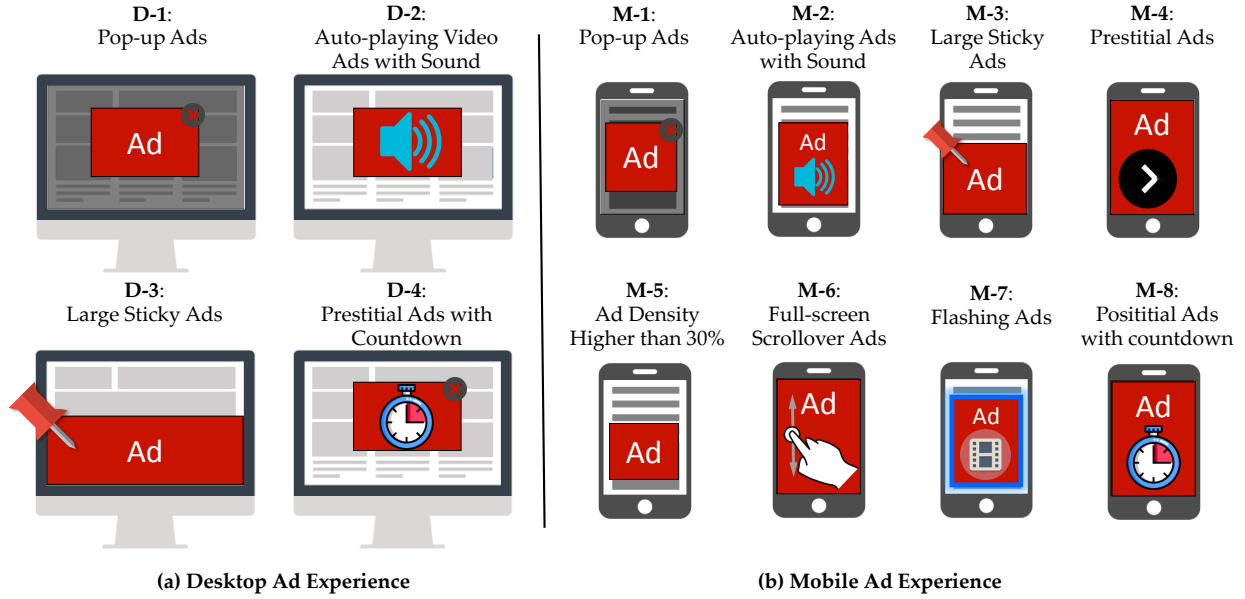 D-1:
Pop-up Ads
D-2:
Auto-playing Video
Ads with Sound
M-1:
Pop-up Ads
M-2:
Auto-playing Ads
with Sound
M-3:
Large Sticky
Ads
M-4:
Prestitial Ads
Ad
Ad
Ad
Ad
Ad
D-3:
Large Sticky Ads
D-4:
Prestitial Ads with
Countdown
M-5:
Ad Density
Higher than 30%
M-6:
Full-screen
Scrollover Ads
M-7:
Flashing Ads
M-8:
Posititial Ads
with countdown
Ad
Ad
Ad
Ad
Ad
(a) Desktop Ad Experience
(b) Mobile Ad Experience